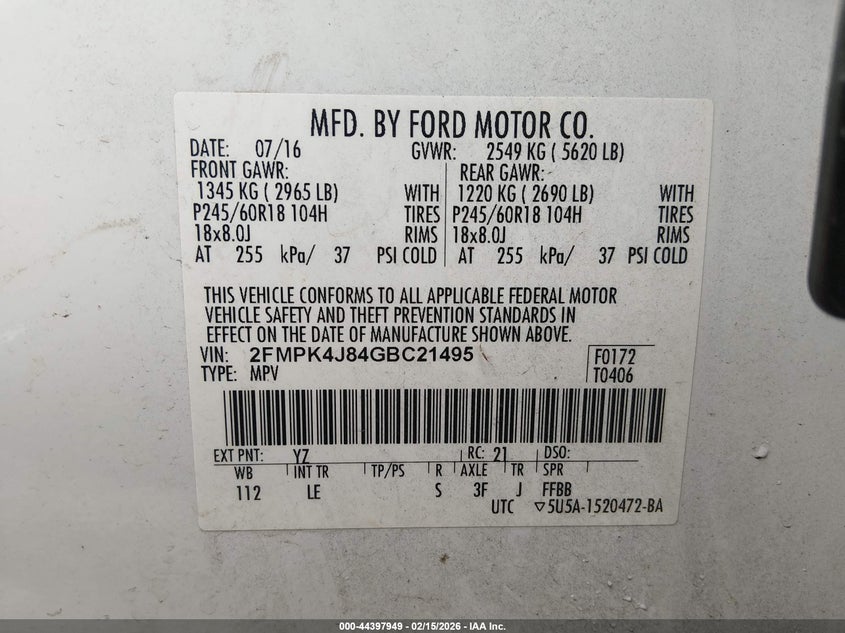 MFD. BY FORD MOTOR CO.
DATE: 07/16 GVWR: 2549 KG ( 5620 LB)
FRONT GAWR: REAR GAWR:
1345 KG ( 2965 LB) WITH 1220 KG ( 2690 LB) WITH
P245/60R18 104H TIRES P245/60R18 104H TIRES
18x8.0J RIMS 18x8.0J RIMS
AT 255 kPa/ 37 PSI COLD AT 255 kPa/ 37 PSI COLD
THIS VEHICLE CONFORMS TO ALL APPLICABLE FEDERAL MOTOR
VEHICLE SAFETY AND THEFT PREVENTION STANDARDS IN
EFFECT ON THE DATE OF MANUFACTURE SHOWN ABOVE.
VIN: 2FMPK4J84GBC21495 F0172
TYPE: MPV T0406
EXT PNT: YZ RC: 21 DSO:
WB INT TR TP/PS R AXLE TR SPR
112 LE S 3F J FFBB
UTC ▽5U5A-1520472-BA
000-44397949 - 02/15/2026 - IAA Inc.